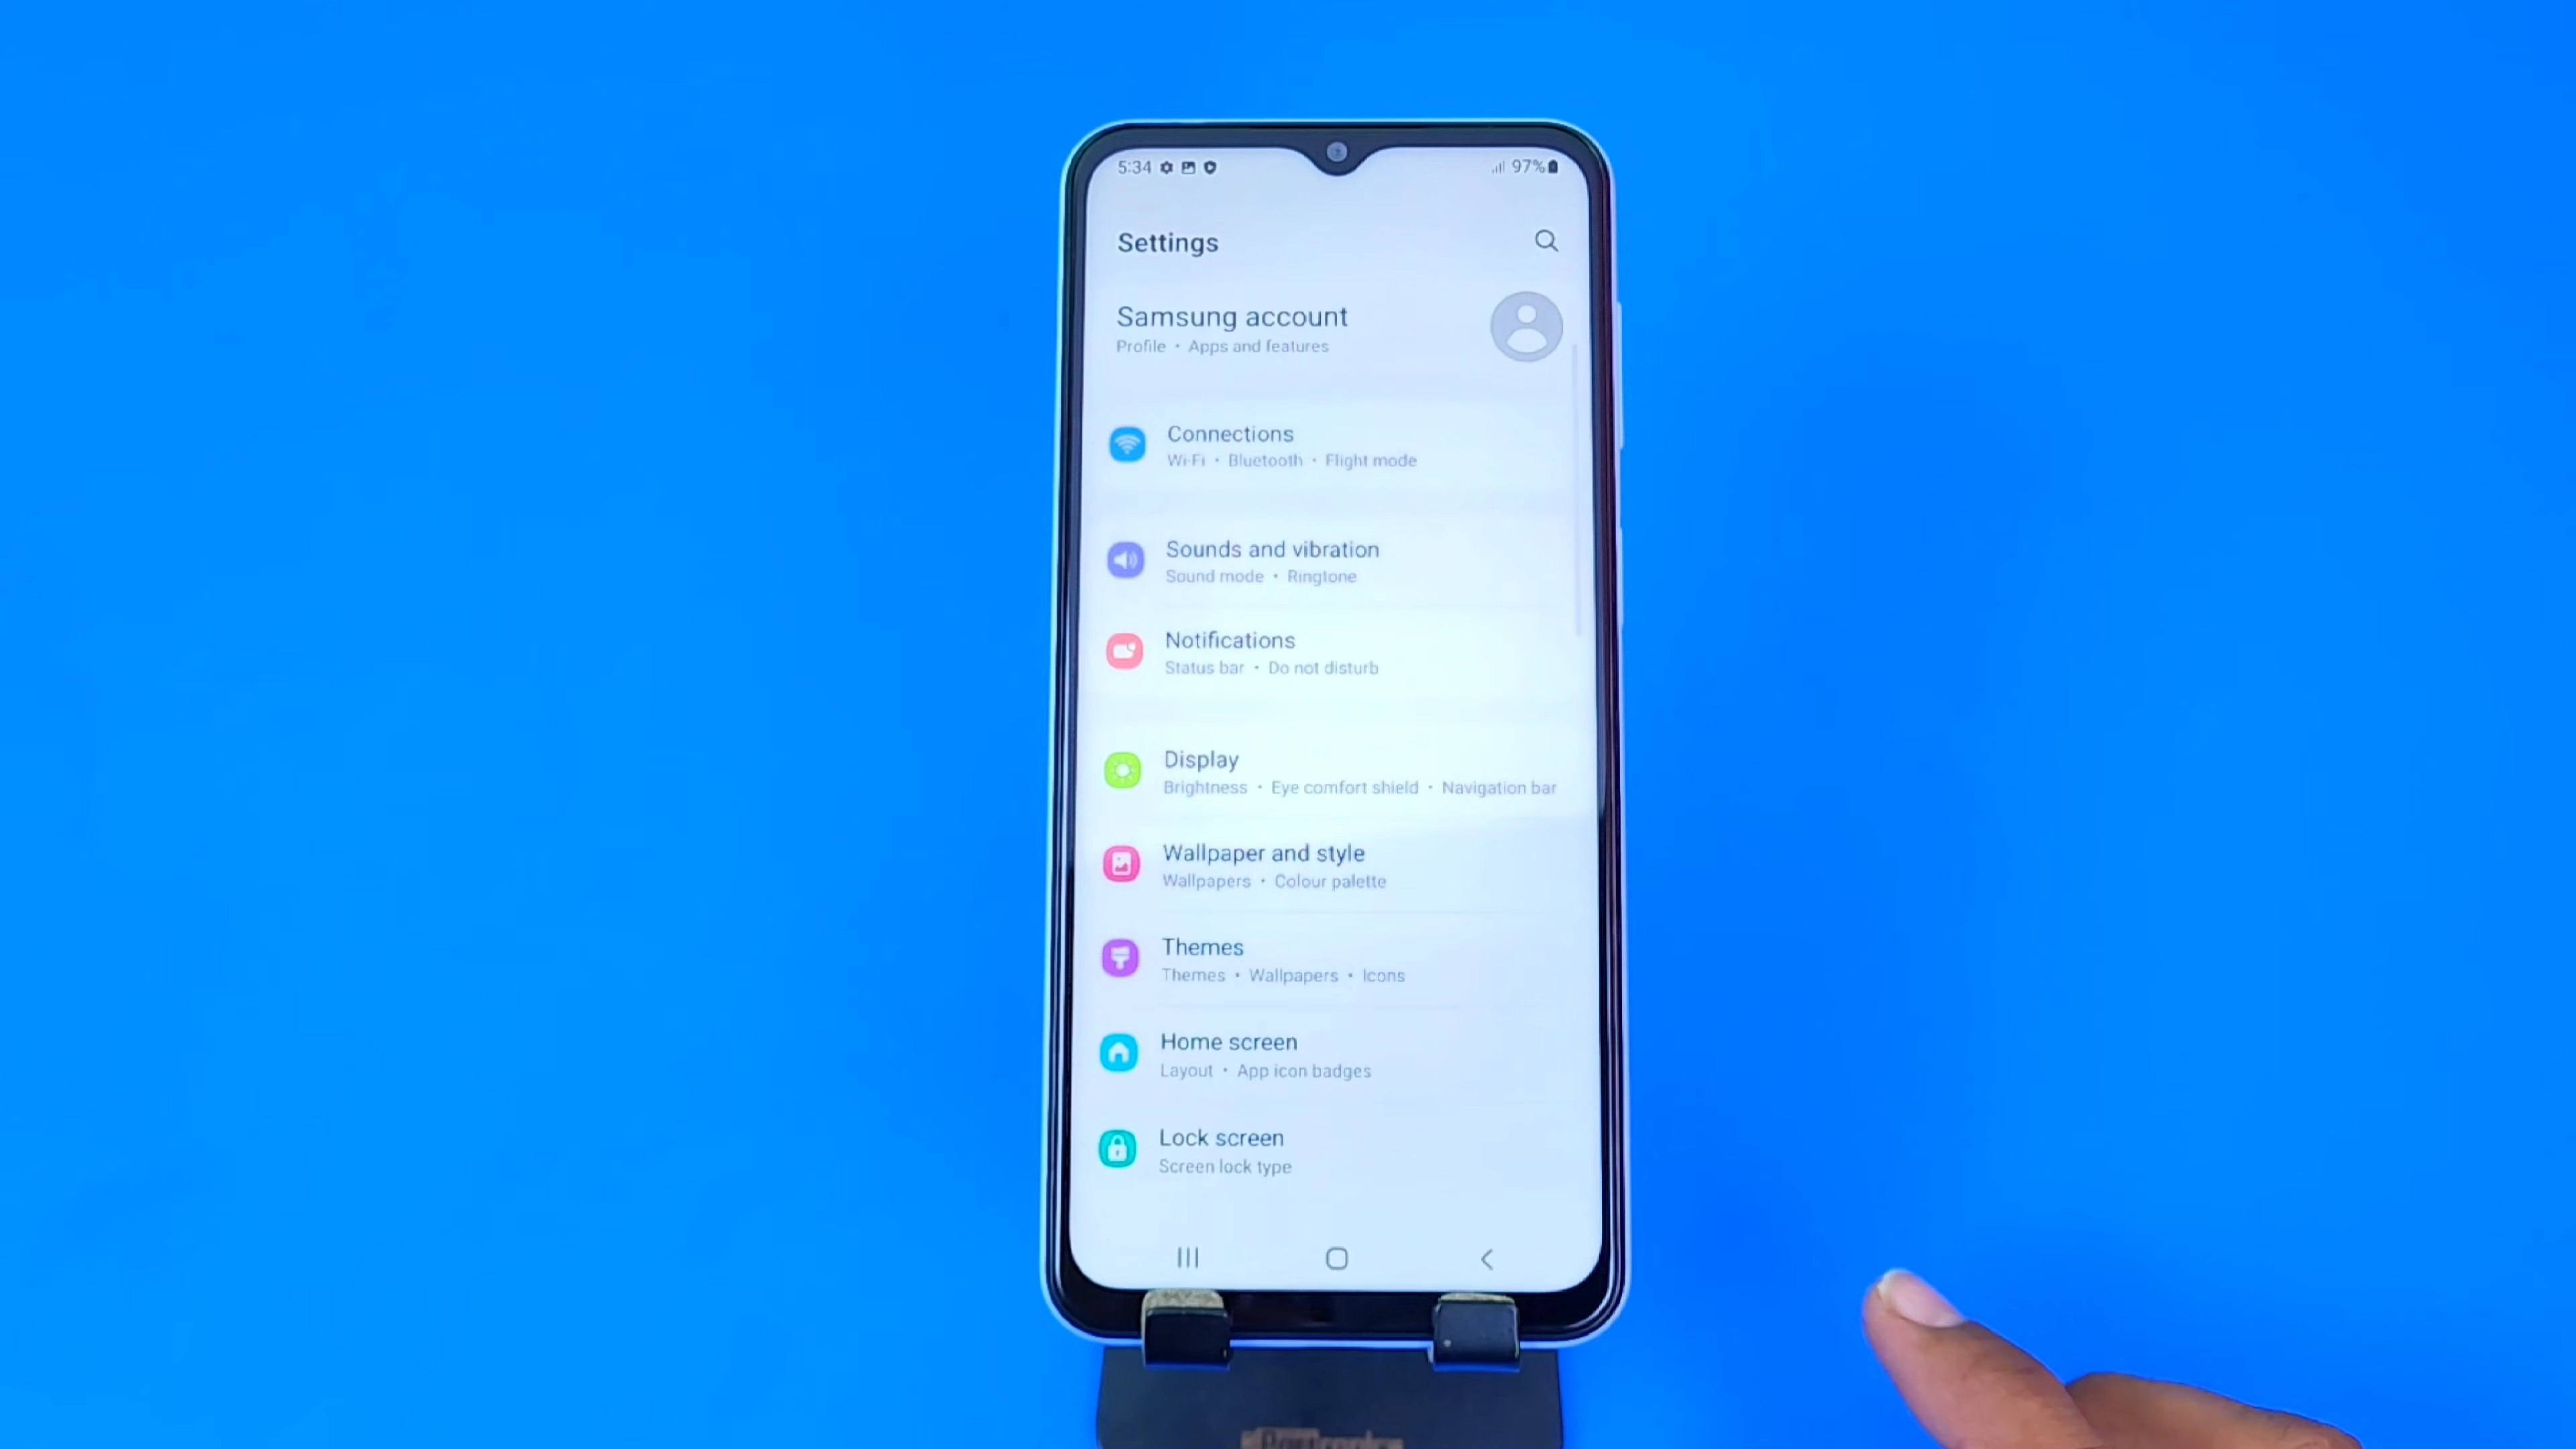 5:34
97%
Settings
Samsung account
Profile • Apps and features
Connections
Wi-Fi • Bluetooth • Flight mode
Sounds and vibration
Sound mode • Ringtone
Notifications
Status bar • Do not disturb
Display
Brightness • Eye comfort shield • Navigation bar
Wallpaper and style
Wallpapers • Colour palette
Themes
Themes • Wallpapers • Icons
Home screen
Layout • App icon badges
Lock screen
Screen lock type